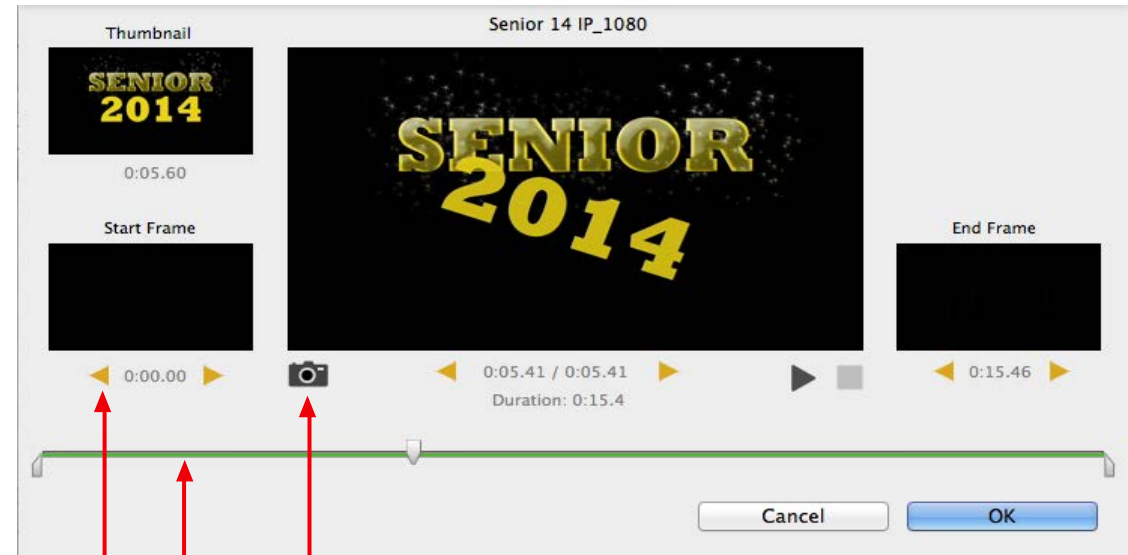 Thumbnail
SENIOR
2014
0:05.60
Start Frame
0:00.00
Senior 14 IP_1080
SENIOR
2014
0:05.41 / 0:05.41
Duration: 0:15.4
End Frame
0:15.46
Cancel
OK